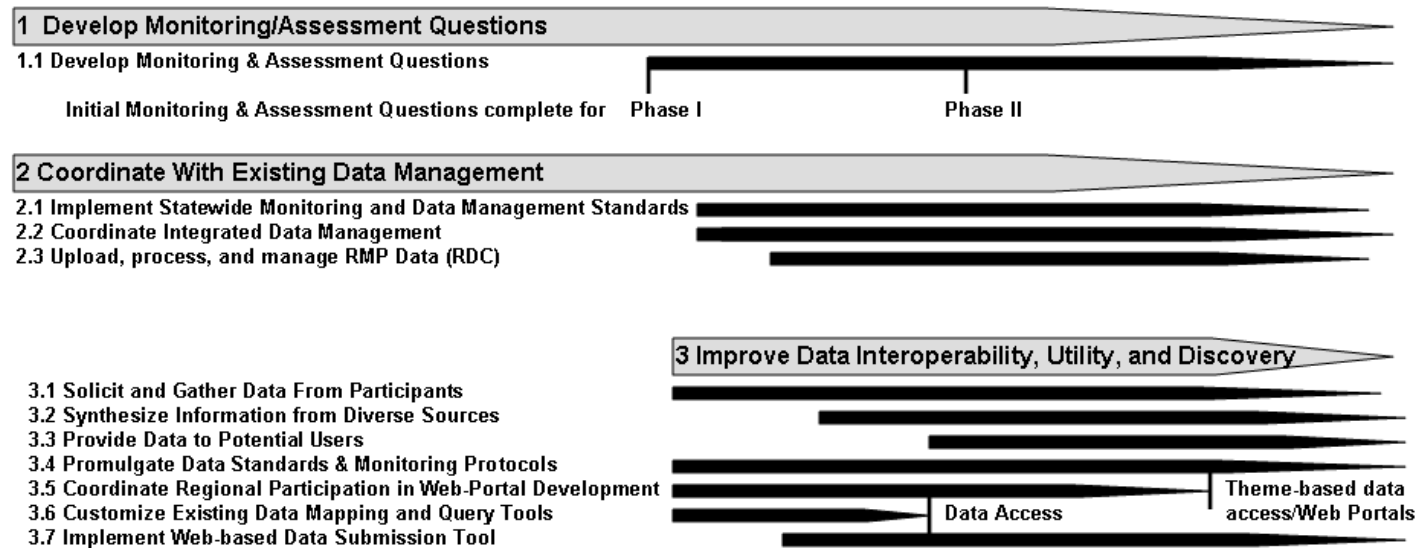 1 Develop Monitoring/Assessment Questions
1.1 Develop Monitoring & Assessment Questions
Initial Monitoring & Assessment Questions complete for Phase I Phase II
2 Coordinate With Existing Data Management
2.1 Implement Statewide Monitoring and Data Management Standards
2.2 Coordinate Integrated Data Management
2.3 Upload, process, and manage RMP Data (RDC)
3 Improve Data Interoperability, Utility, and Discovery
3.1 Solicit and Gather Data From Participants
3.2 Synthesize Information from Diverse Sources
3.3 Provide Data to Potential Users
3.4 Promulgate Data Standards & Monitoring Protocols
3.5 Coordinate Regional Participation in Web-Portal Development
3.6 Customize Existing Data Mapping and Query Tools
3.7 Implement Web-based Data Submission Tool
Data Access
Theme-based data
access/Web Portals